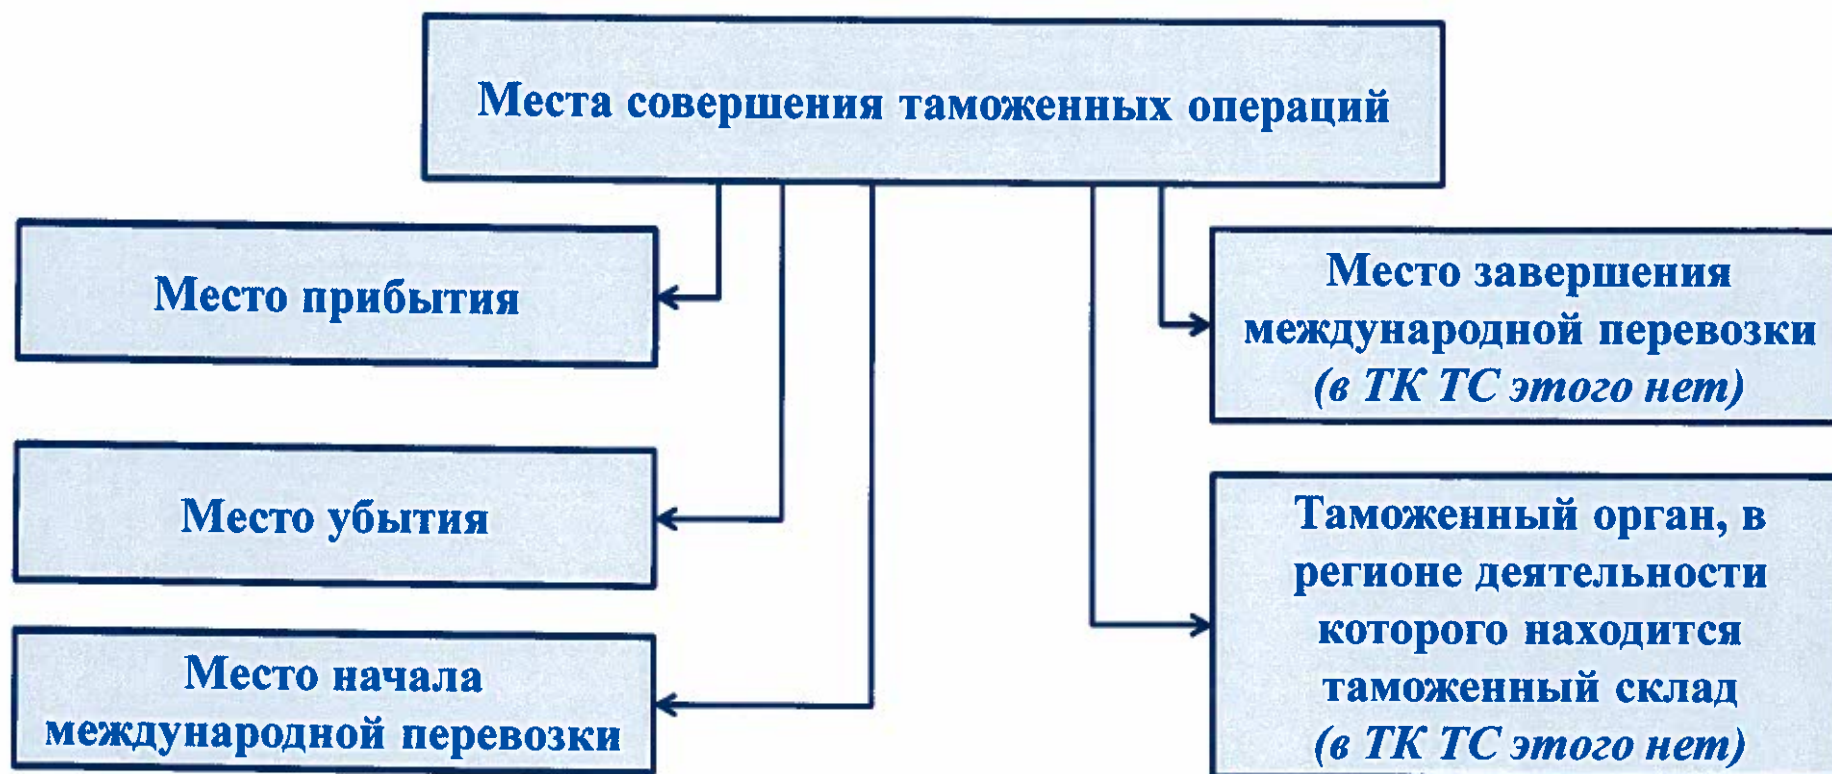 Места совершения таможенных операций
Место прибытия
Место убытия
Место начала
международной перевозки
Место завершения
международной перевозки
(в ТК ТС этого нет)
Таможенный орган, в
регионе деятельности
которого находится
таможенный склад
(в ТК ТС этого нет)